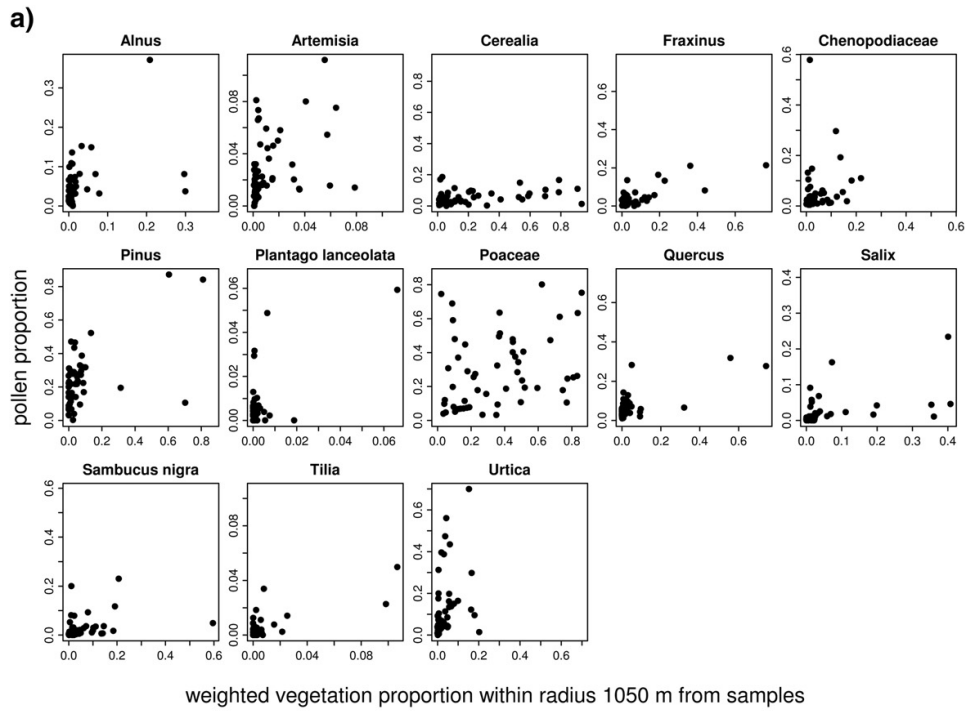 a)
Alnus Artemisia Cerealia Fraxinus Chenopodiaceae
0.0 0.1 0.2 0.3
0.0 0.1 0.2 0.3
0.00 0.04 0.08
0.00 0.04 0.08
0.0 0.2 0.4 0.6 0.8
0.0 0.2 0.4 0.6 0.8
0.0 0.2 0.4 0.6
0.0 0.2 0.4 0.6
0.0 0.2 0.4 0.6
0.0 0.2 0.4 0.6
pollen proportion
Pinus Plantago lanceolata Poaceae Quercus Salix
0.0 0.2 0.4 0.6 0.8
0.0 0.2 0.4 0.6 0.8
0.00 0.02 0.04 0.06
0.00 0.02 0.04 0.06
0.0 0.2 0.4 0.6 0.8
0.0 0.2 0.4 0.6 0.8
0.0 0.2 0.4 0.6
0.0 0.2 0.4 0.6
0.0 0.1 0.2 0.3 0.4
0.0 0.1 0.2 0.3 0.4
Sambucus nigra Tilia Urtica
0.0 0.2 0.4 0.6
0.0 0.2 0.4 0.6
0.00 0.04 0.08
0.00 0.04 0.08
0.0 0.2 0.4 0.6
0.0 0.2 0.4 0.6
weighted vegetation proportion within radius 1050 m from samples